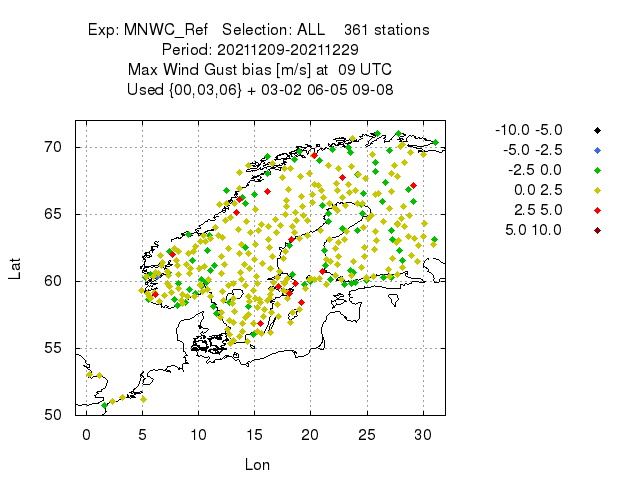 Exp: MNWC_Ref Selection: ALL 361 stations
Period: 20211209-20211229
Max Wind Gust bias [m/s] at 09 UTC
Used {00,03,06} + 03-02 06-05 09-08
-10.0 -5.0
-5.0 -2.5
-2.5 0.0
0.0 2.5
2.5 5.0
5.0 10.0
70
65
60
55
50
Lat
0 5 10 15 20 25 30
Lon